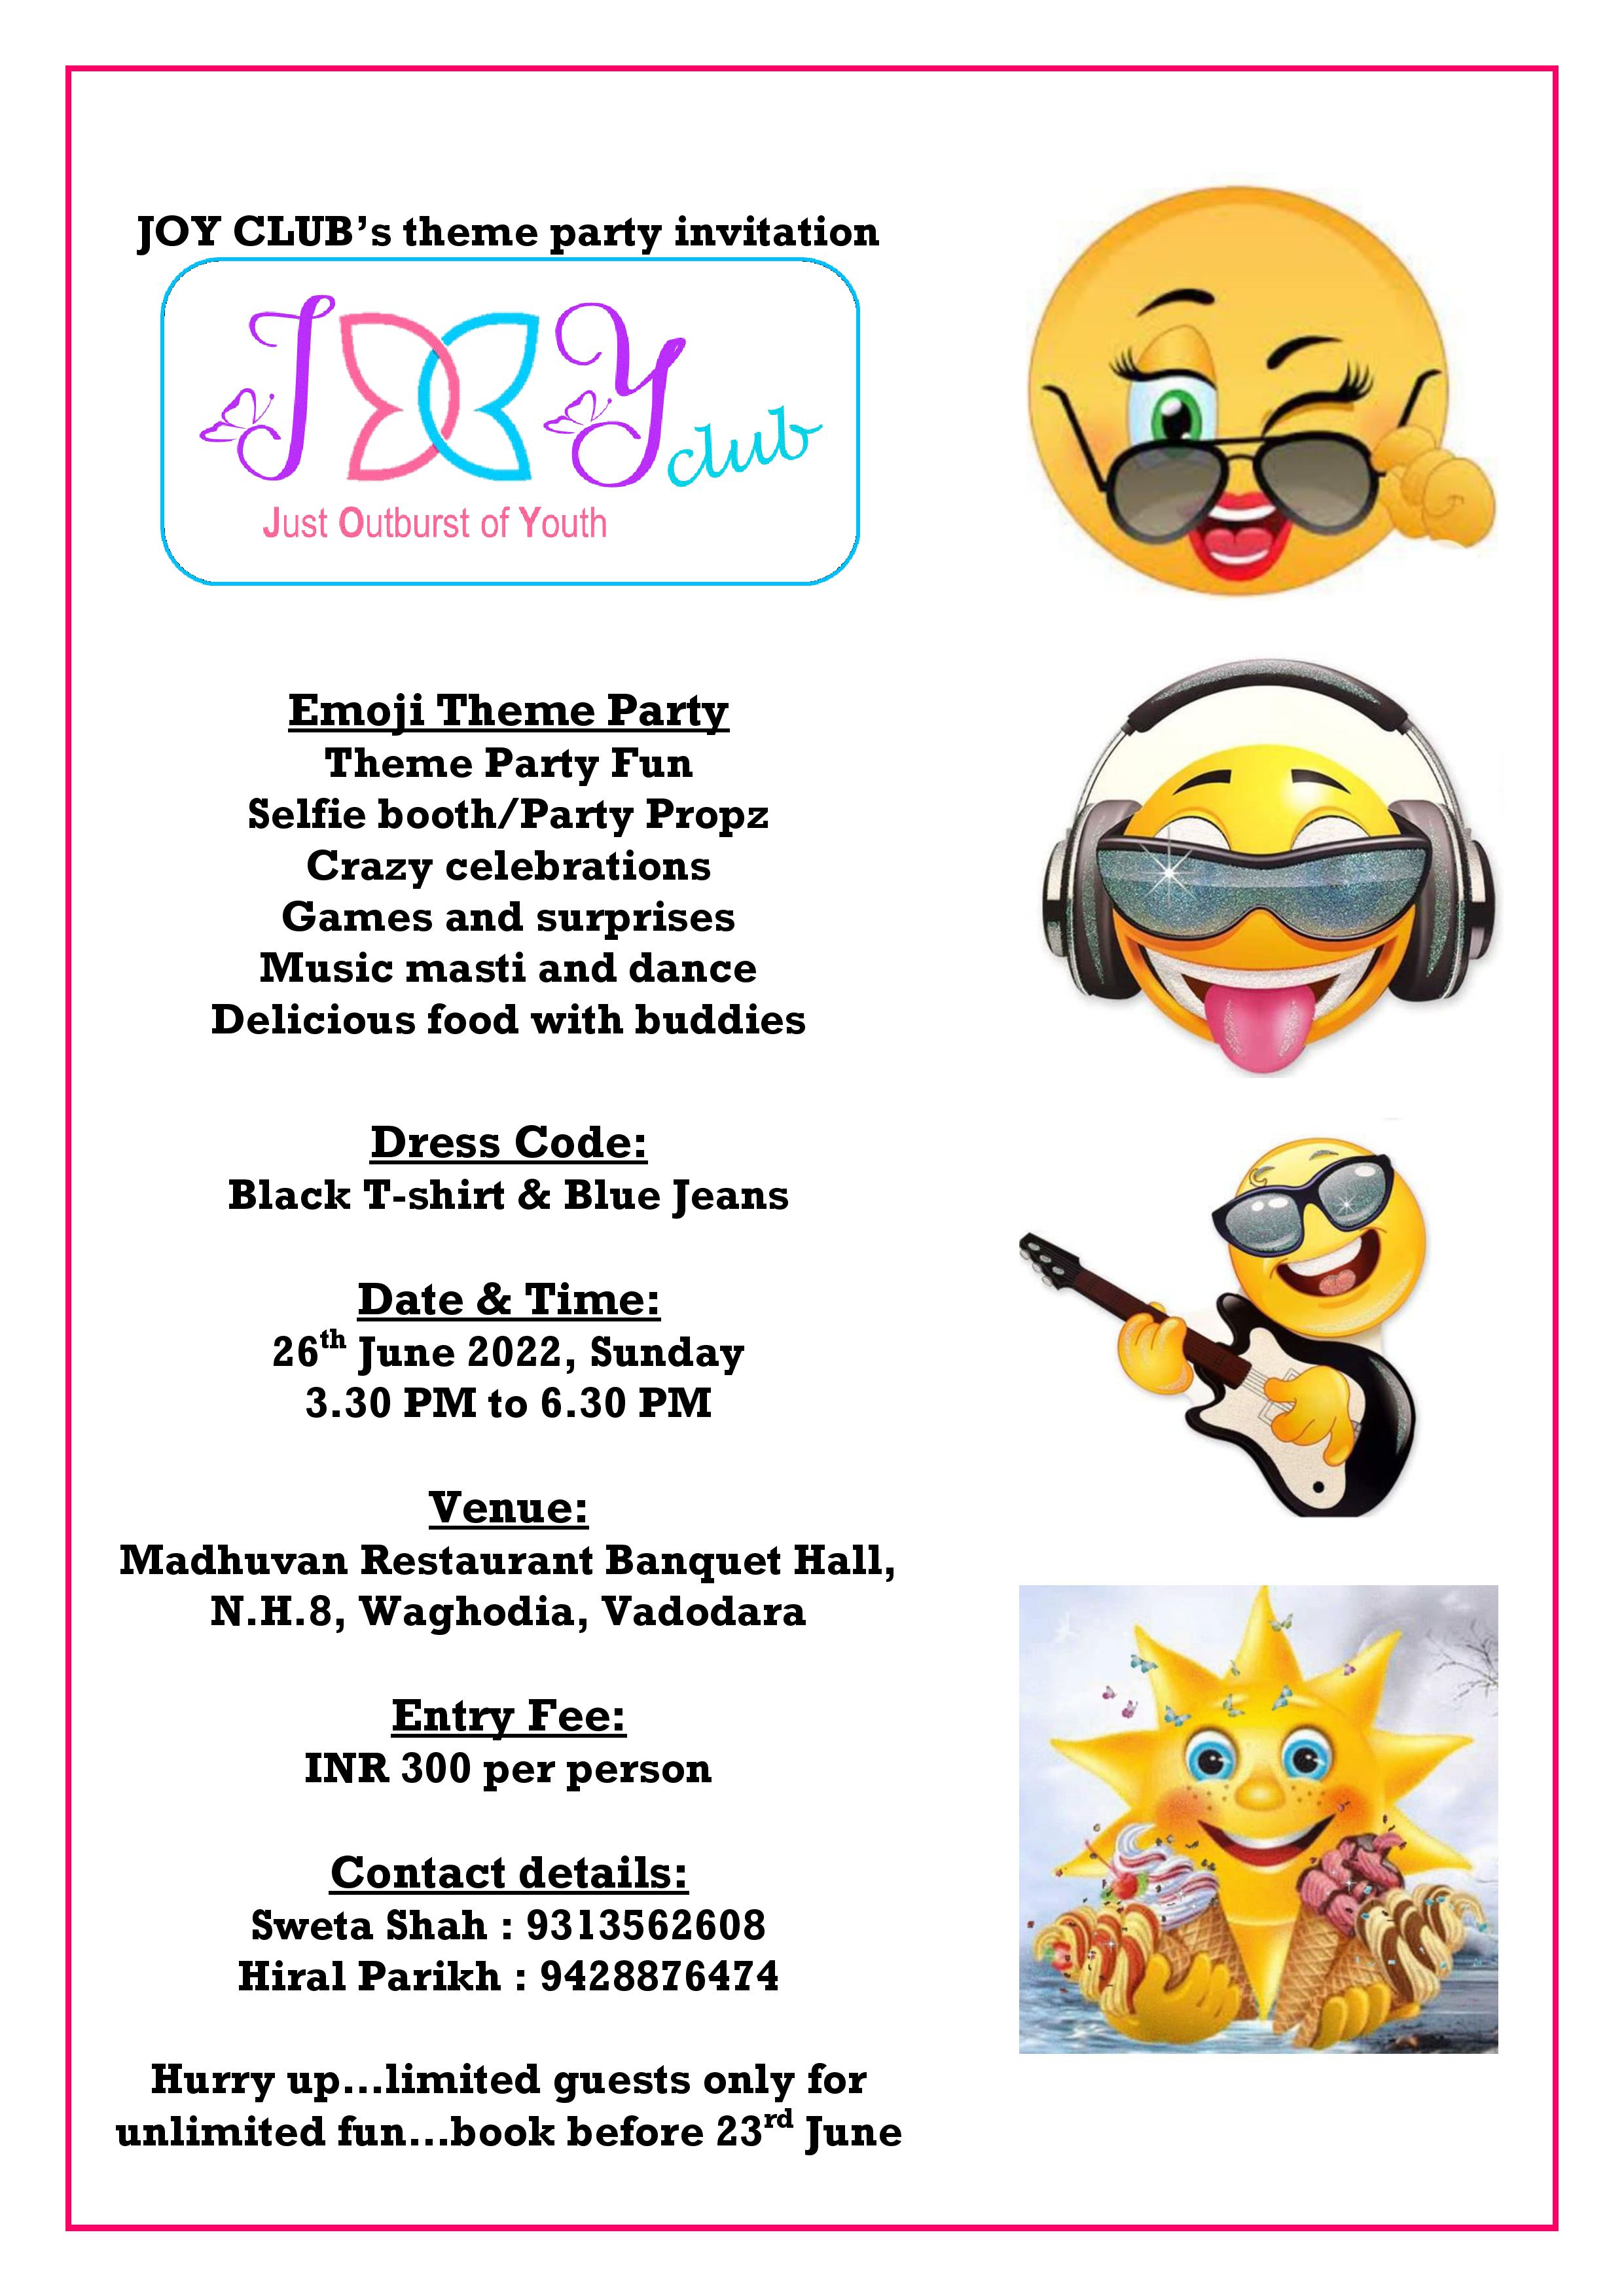 JOY CLUB’s theme party invitation
JOY club
Just Outburst of Youth
Emoji Theme Party
Theme Party Fun
Selfie booth/Party Propz
Crazy celebrations
Games and surprises
Music masti and dance
Delicious food with buddies
Dress Code:
Black T-shirt & Blue Jeans
Date & Time:
26th June 2022, Sunday
3.30 PM to 6.30 PM
Venue:
Madhuvan Restaurant Banquet Hall,
N.H.8, Waghodia, Vadodara
Entry Fee:
INR 300 per person
Contact details:
Sweta Shah : 9313562608
Hiral Parikh : 9428876474
Hurry up...limited guests only for
unlimited fun...book before 23rd June